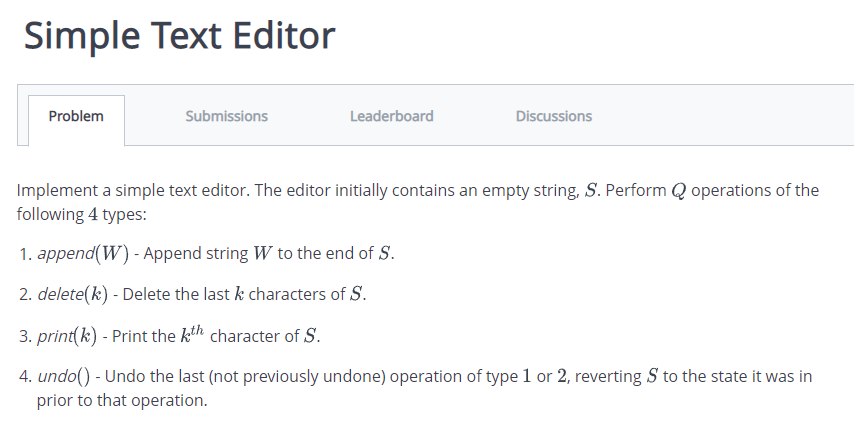 Simple Text Editor
Problem Submissions Leaderboard Discussions
Implement a simple text editor. The editor initially contains an empty string, S. Perform Q operations of the
following 4 types:
1. append(W) - Append string W to the end of S.
2. delete(k) - Delete the last k characters of S.
3. print(k) - Print the kth character of S.
4. undo() - Undo the last (not previously undone) operation of type 1 or 2, reverting S to the state it was in
prior to that operation.